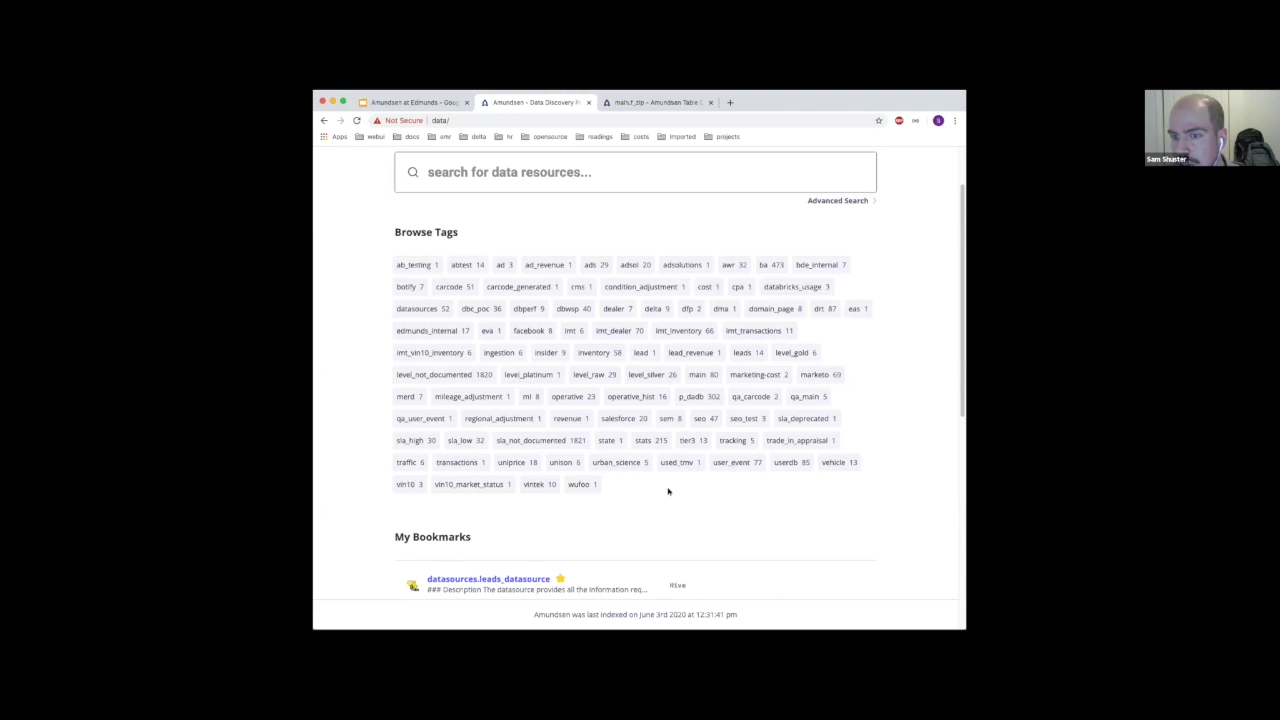 Amundsen at Edmunds - Goog
Amundsen - Data Discovery Po
main.f_zip - Amundsen Table D
Not Secure | data/
Apps webui docs emr delta hr opensource readings costs Imported projects
search for data resources...
Advanced Search
Browse Tags
ab_testing 1 abtest 14 ad 3 ad_revenue 1 ads 29 adsol 20 adsolutions 1 awr 32 ba 473 bde_internal 7
botify 7 carcode 51 carcode_generated 1 cms 1 condition_adjustment 1 cost 1 cpa 1 databricks_usage 3
datasources 52 dbc_poc 36 dbperf 9 dbwsp 40 dealer 7 delta 9 dfp 2 dma 1 domain_page 8 drt 87 eas 1
edmunds_internal 17 eva 1 facebook 8 imt 6 imt_dealer 70 imt_inventory 66 imt_transactions 11
imt_vin10_inventory 6 ingestion 6 insider 9 inventory 58 lead 1 lead_revenue 1 leads 14 level_gold 6
level_not_documented 1820 level_platinum 1 level_raw 29 level_silver 26 main 80 marketing-cost 2 marketo 69
merd 7 mileage_adjustment 1 ml 8 operative 23 operative_hist 16 p_dadb 302 qa_carcode 2 qa_main 5
qa_user_event 1 regional_adjustment 1 revenue 1 salesforce 20 sem 8 seo 47 seo_test 3 sla_deprecated 1
sla_high 30 sla_low 32 sla_not_documented 1821 state 1 stats 215 tier3 13 tracking 5 trade_in_appraisal 1
traffic 6 transactions 1 uniprice 18 unison 6 urban_science 5 used_tmv 1 user_event 77 userdb 85 vehicle 13
vin10 3 vin10_market_status 1 vintek 10 wufoo 1
My Bookmarks
datasources.leads_datasource
### Description The datasource provides all the information req...
Hive
Amundsen was last indexed on June 3rd 2020 at 12:31:41 pm
Sam Shuster